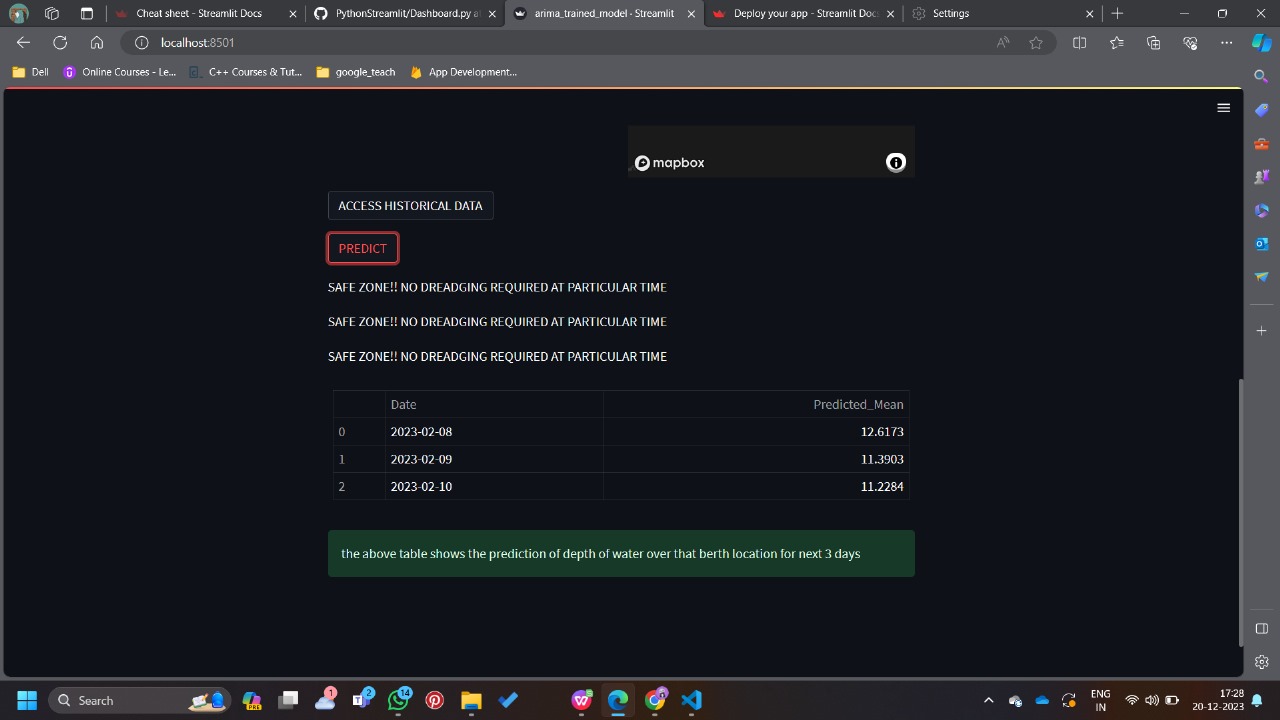 Cheat sheet - Streamlit Docs
PythonStreamlit/Dashboard.py at
arima_trained_model · Streamlit
Deploy your app - Streamlit Doc
Settings
localhost:8501
Dell
Online Courses - Le...
C++ Courses & Tut...
google_teach
App Development...
mapbox
ACCESS HISTORICAL DATA
PREDICT
SAFE ZONE!! NO DREADGING REQUIRED AT PARTICULAR TIME
SAFE ZONE!! NO DREADGING REQUIRED AT PARTICULAR TIME
SAFE ZONE!! NO DREADGING REQUIRED AT PARTICULAR TIME
Date Predicted_Mean
0 2023-02-08 12.6173
1 2023-02-09 11.3903
2 2023-02-10 11.2284
the above table shows the prediction of depth of water over that berth location for next 3 days
Search
PRE
1
2
14
ENG
IN
17:28
20-12-2023